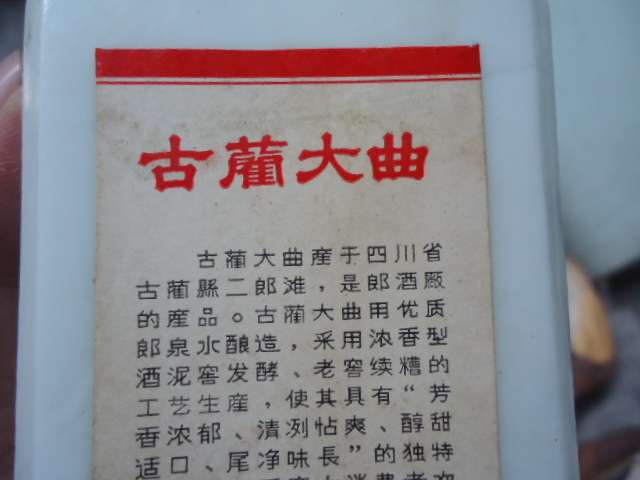 古藺大曲
古藺大曲産于四川省
古藺縣二郎滩，是郎酒厰
的産品。古藺大曲用优质
郎泉水酿造，采用浓香型
酒泥窖发酵、老窖续糟的
工艺生産，使其具有“芳
香浓郁、清冽帖爽、醇甜
适口、尾净味長”的独特